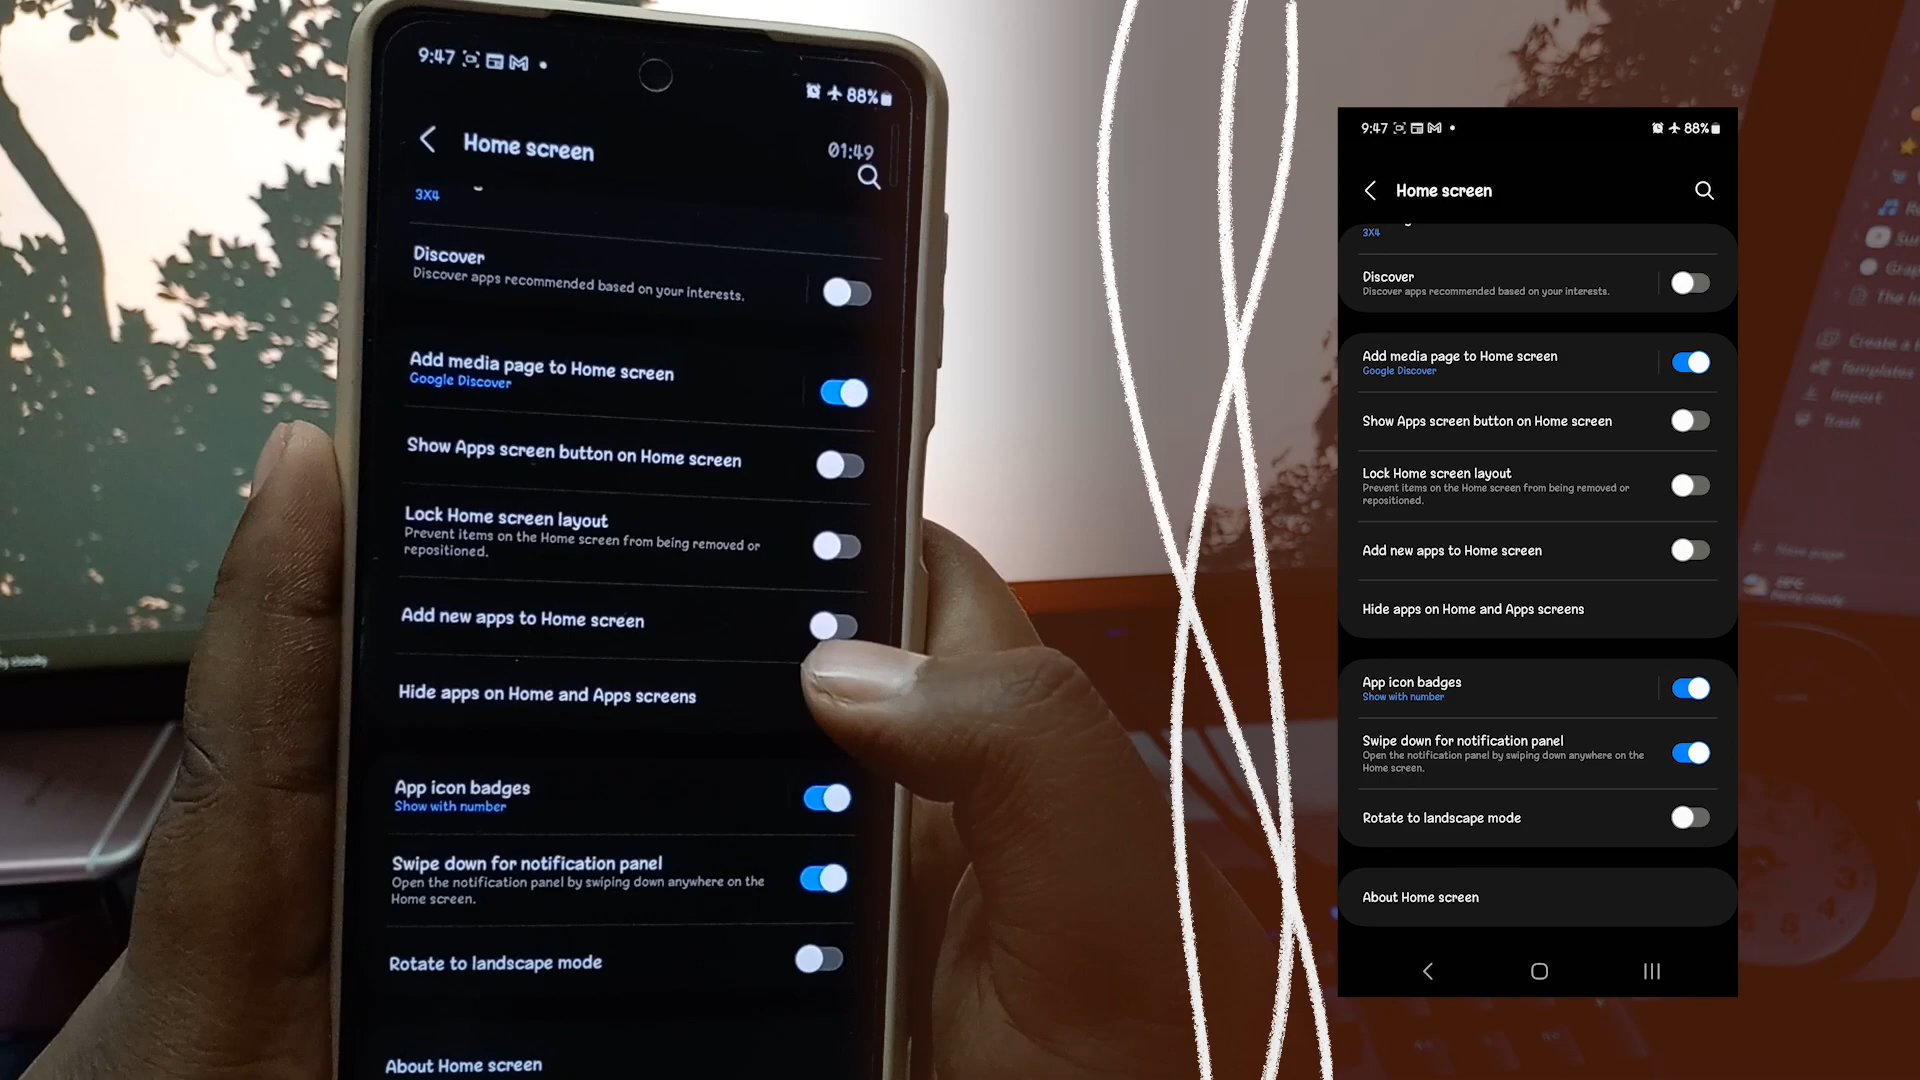 9:47
88%
Home screen
01:49
3X4
Discover
Discover apps recommended based on your interests.
Add media page to Home screen
Google Discover
Show Apps screen button on Home screen
Lock Home screen layout
Prevent items on the Home screen from being removed or
repositioned.
Add new apps to Home screen
Hide apps on Home and Apps screens
App icon badges
Show with number
Swipe down for notification panel
Open the notification panel by swiping down anywhere on the
Home screen.
Rotate to landscape mode
About Home screen
cloudy
9:47
88%
Home screen
3X4
Discover
Discover apps recommended based on your interests.
Add media page to Home screen
Google Discover
Show Apps screen button on Home screen
Lock Home screen layout
Prevent items on the Home screen from being removed or
repositioned.
Add new apps to Home screen
Hide apps on Home and Apps screens
App icon badges
Show with number
Swipe down for notification panel
Open the notification panel by swiping down anywhere on the
Home screen.
Rotate to landscape mode
About Home screen
Create a
Templates
Import
Trash
New page